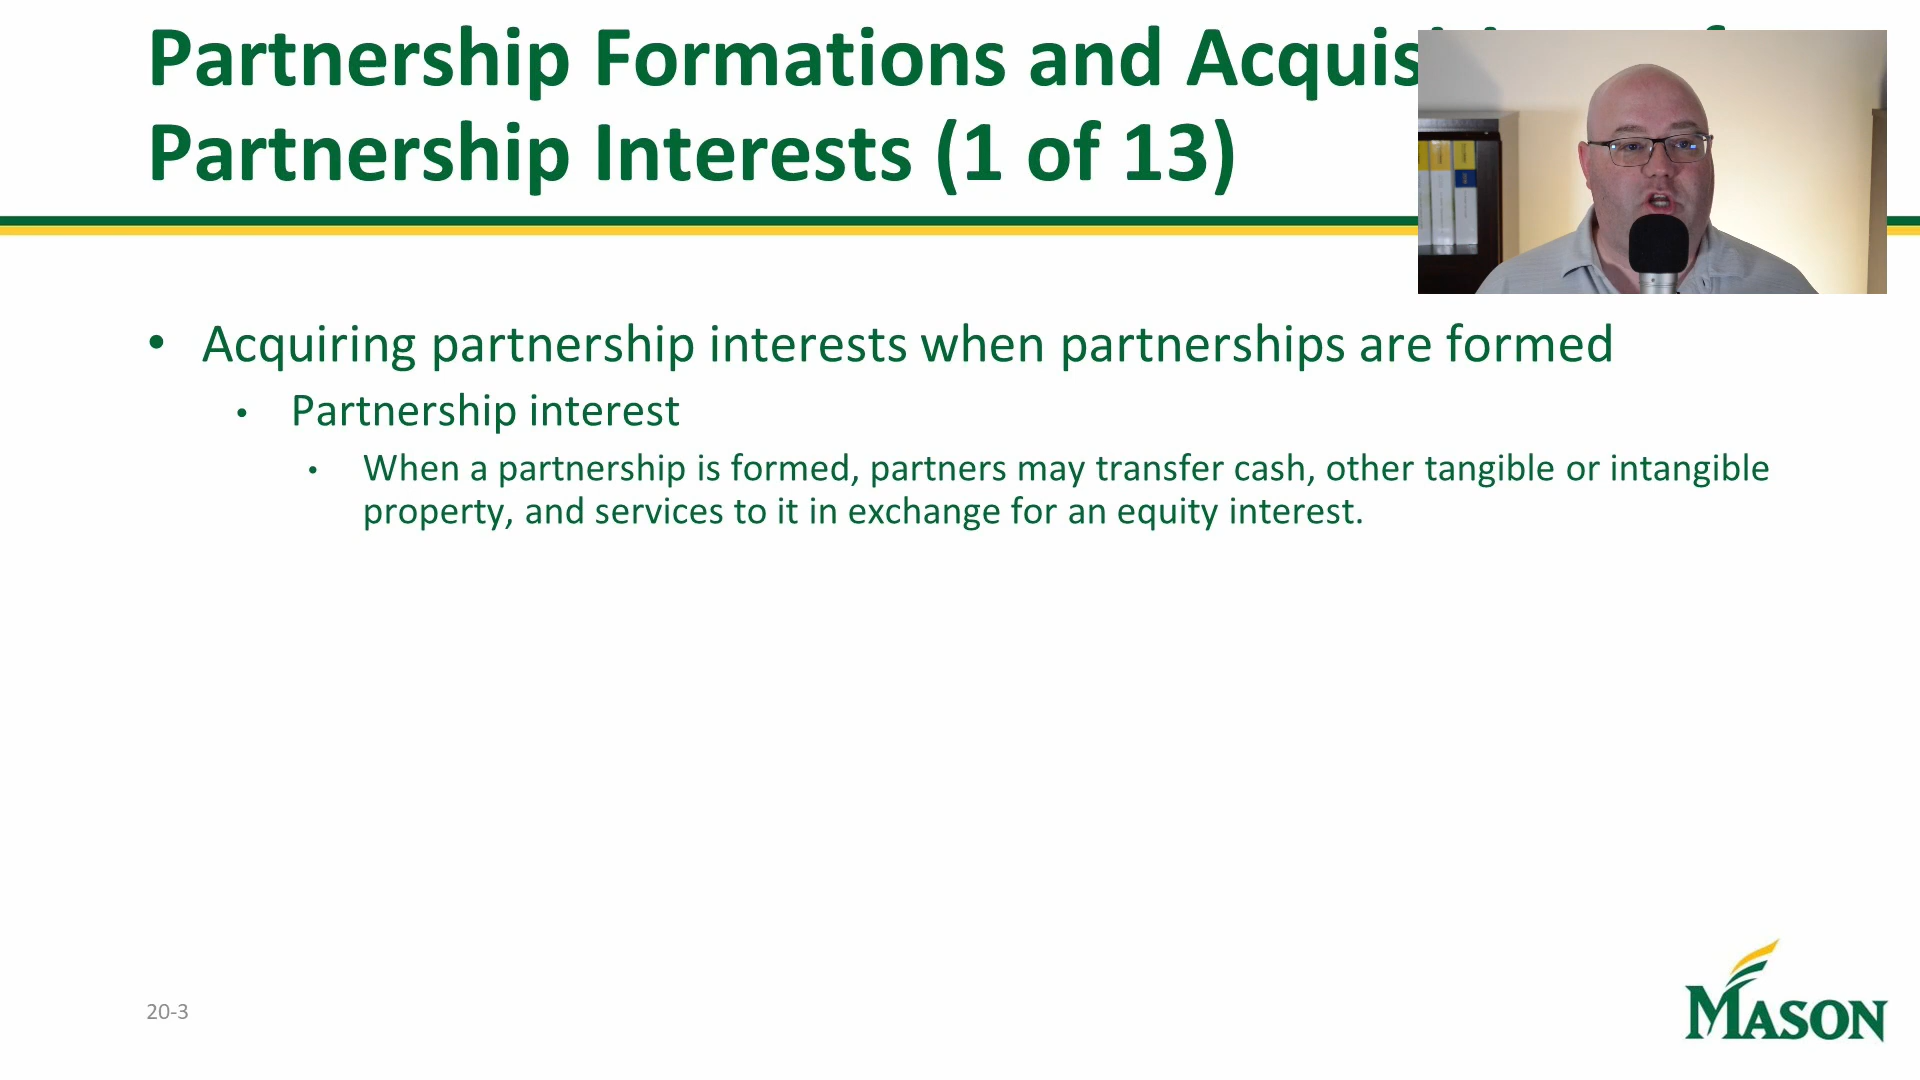 Partnership Formations and
Partnership Interests (1 of 13)
• Acquiring partnership interests when partnerships are formed
• Partnership interest
• When a partnership is formed, partners may transfer cash, other tangible or intangible
property, and services to it in exchange for an equity interest.
20-3
MASON